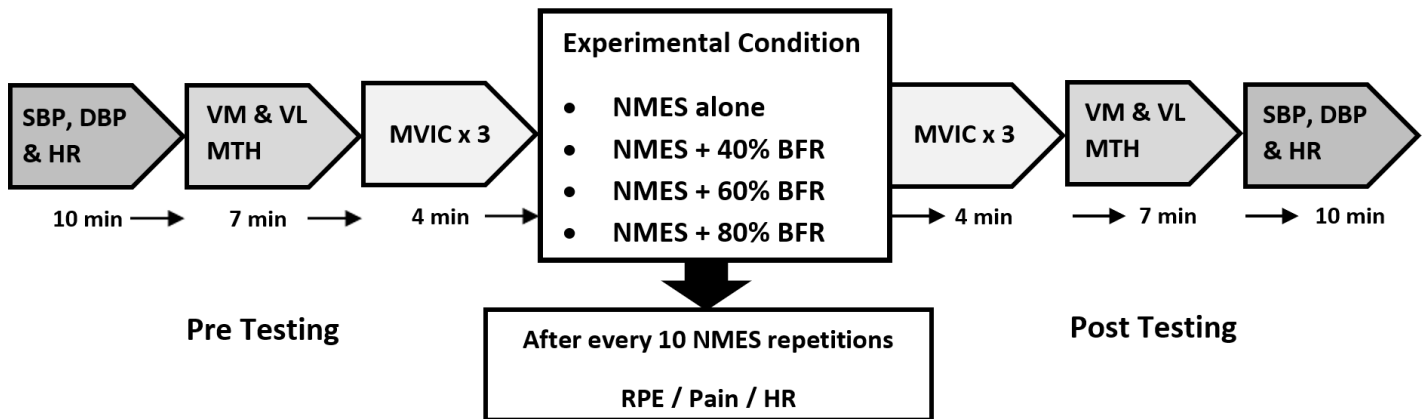 SBP, DBP
& HR
10 min
VM & VL
MTH
7 min
MVIC x 3
4 min
Pre Testing
Experimental Condition
• NMES alone
• NMES + 40% BFR
• NMES + 60% BFR
• NMES + 80% BFR
After every 10 NMES repetitions
RPE / Pain / HR
MVIC x 3
4 min
VM & VL
MTH
7 min
SBP, DBP
& HR
10 min
Post Testing